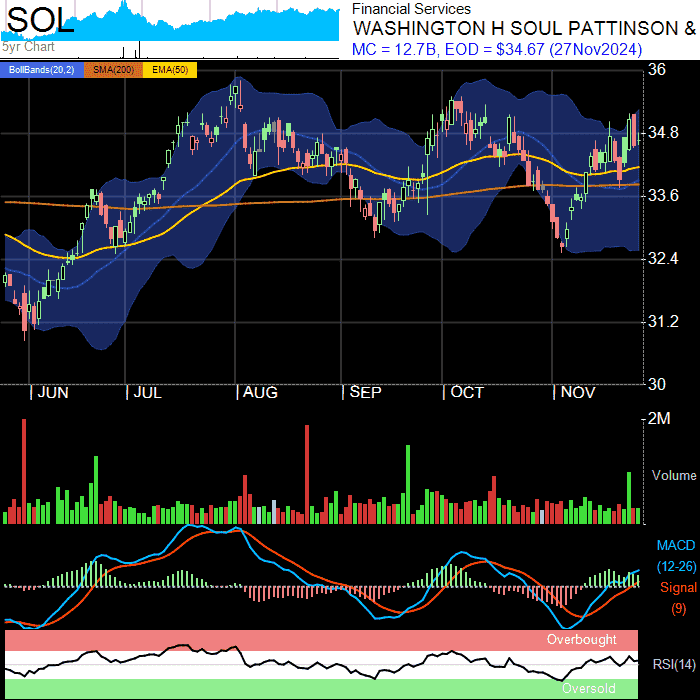 SOL
5yr Chart
Financial Services
WASHINGTON H SOUL PATTINSON &
MC = 12.7B, EOD = $34.67 (27Nov2024)
BollBands(20,2) SMA(200) EMA(50)
36
34.8
33.6
32.4
31.2
30
JUN JUL AUG SEP OCT NOV
2M
Volume
MACD
(12-26)
Signal
(9)
Overbought
RSI(14)
Oversold